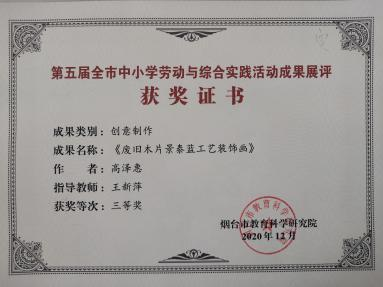 第五届全市中小学劳动与综合实践活动成果展评
获奖证书
成果类别：创意制作
成果名称：《废旧木片景泰蓝工艺装饰画》
作者：高泽惠
指导教师：王新萍
获奖等次：三等奖
烟台市教育科学研究院
2020年12月